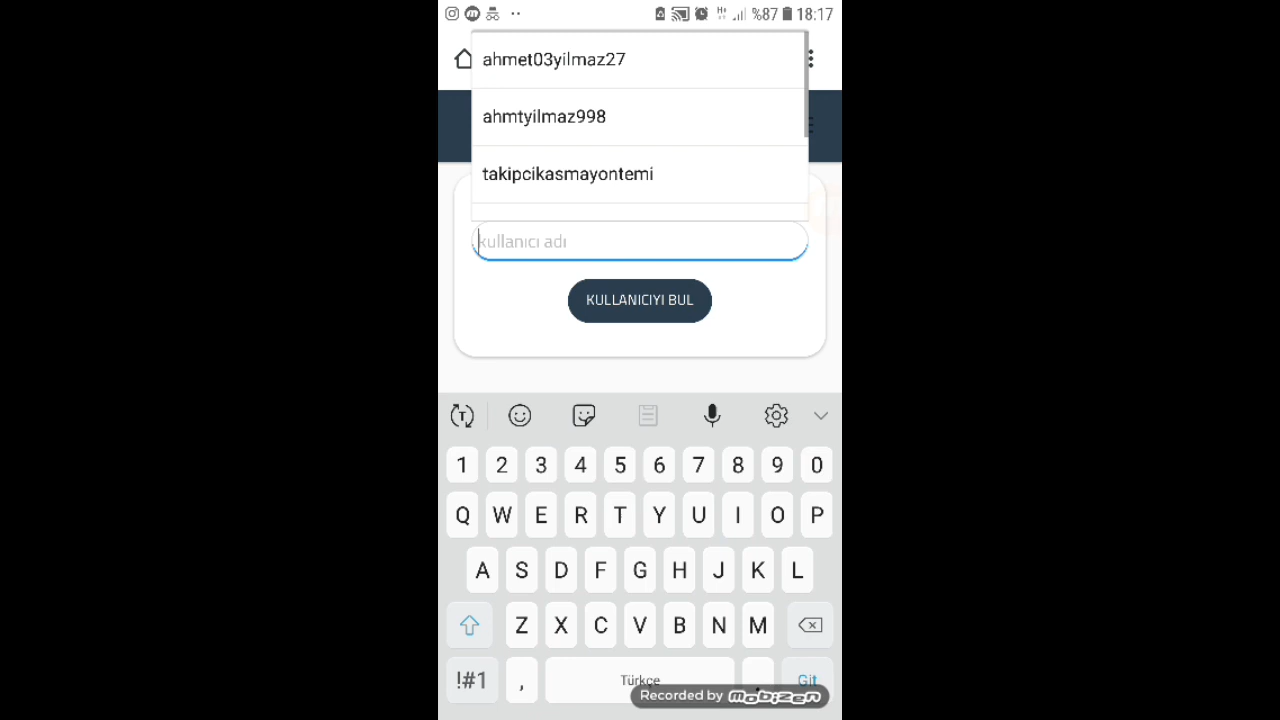 %87 18:17
ahmet03yilmaz27
ahmtyilmaz998
takipcikasmayontemi
kullanıcı adı
KULLANICIYI BUL
1 2 3 4 5 6 7 8 9 0
Q W E R T Y U I O P
A S D F G H J K L
Z X C V B N M
!#1 , Türkçe . Git
Recorded by mobizen